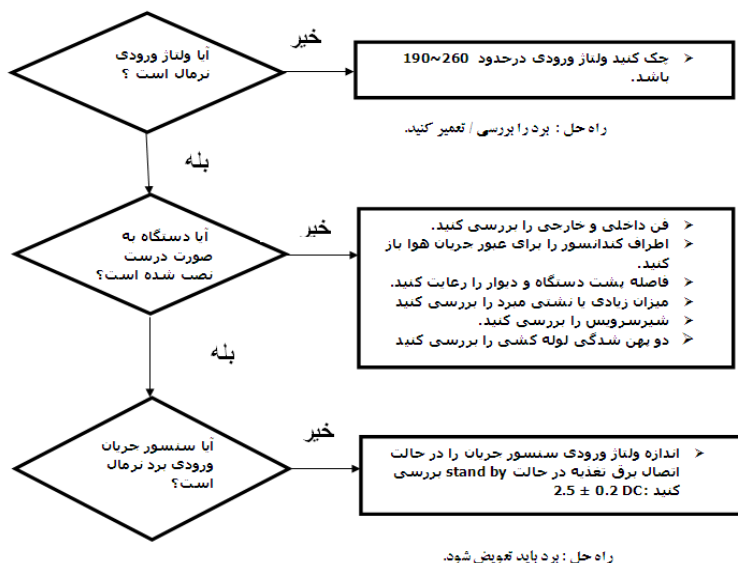 آیا ولتاژ ورودی
نرمال است ؟
خیر
چک کنید ولتاژ ورودی درحدود 260~190
باشد.
راه حل : برد را بررسی / تعمیر کنید.
بله
آیا دستگاه به
صورت درست
نصب شده است؟
خیر
فن داخلی و خارجی را بررسی کنید.
اطراف کندانسور را برای عبور جریان هوا باز
کنید.
فاصله پشت دستگاه و دیوار را رعایت کنید.
میزان زیادی یا نشتی مبرد را بررسی کنید
شیرسرویس را بررسی کنید.
دو پهن شدگی لوله کشی را بررسی کنید
بله
آیا سنسور جریان
ورودی برد نرمال
است؟
خیر
اندازه ولتاژ ورودی سنسور جریان را در حالت
اتصال برق تغذیه در حالت stand by بررسی
کنید :2.5 ± 0.2 DC
راه حل : برد باید تعویض شود.